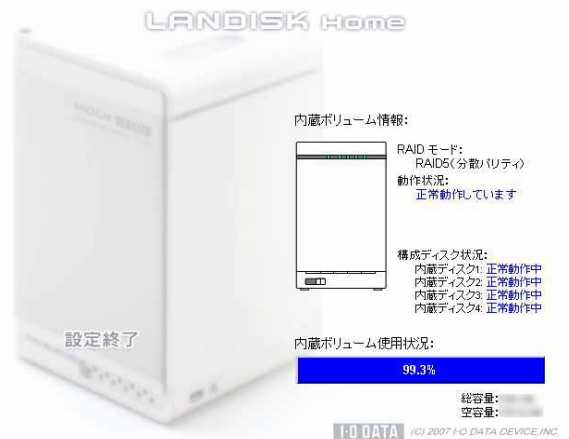 LANDISK Home
内蔵ボリューム情報:
RAID モード:
RAID5(分散パリティ)
動作状況:
正常動作しています
構成ディスク状況:
内蔵ディスク1: 正常動作中
内蔵ディスク2: 正常動作中
内蔵ディスク3: 正常動作中
内蔵ディスク4: 正常動作中
設定終了
内蔵ボリューム使用状況:
99.3%
総容量:
空容量:
I-O DATA (C) 2007 I-O DATA DEVICE,INC.